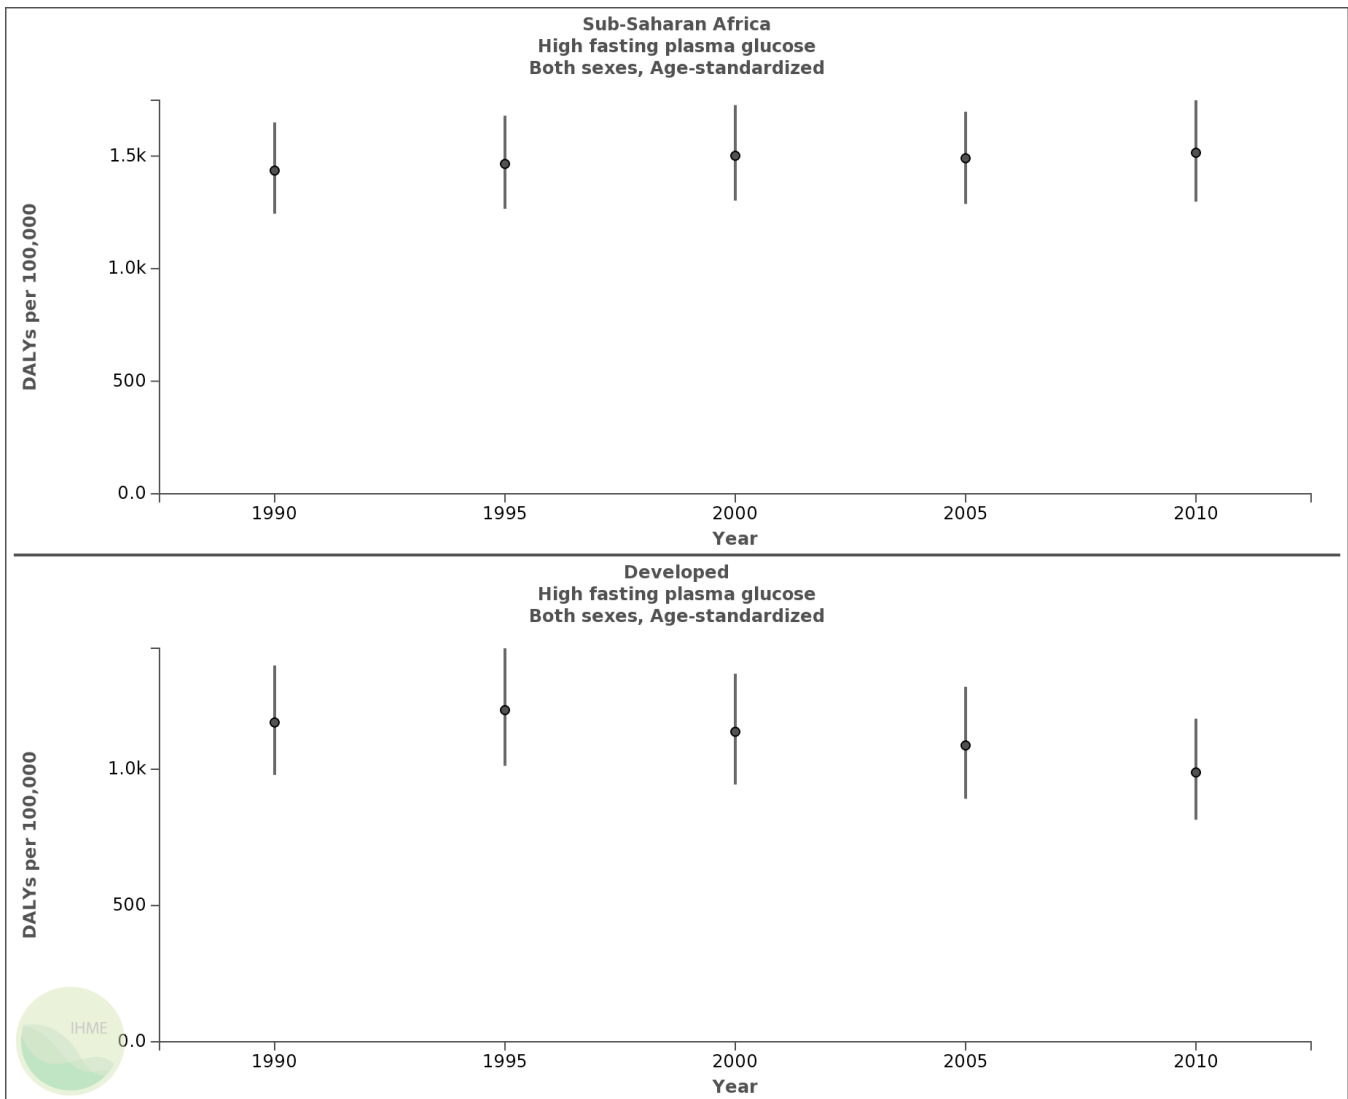 Sub-Saharan Africa
High fasting plasma glucose
Both sexes, Age-standardized
DALYs per 100,000
1.5k
1.0k
500
0.0
1990 1995 2000 2005 2010
Year
Developed
High fasting plasma glucose
Both sexes, Age-standardized
DALYs per 100,000
1.0k
500
0.0
1990 1995 2000 2005 2010
Year
IHME